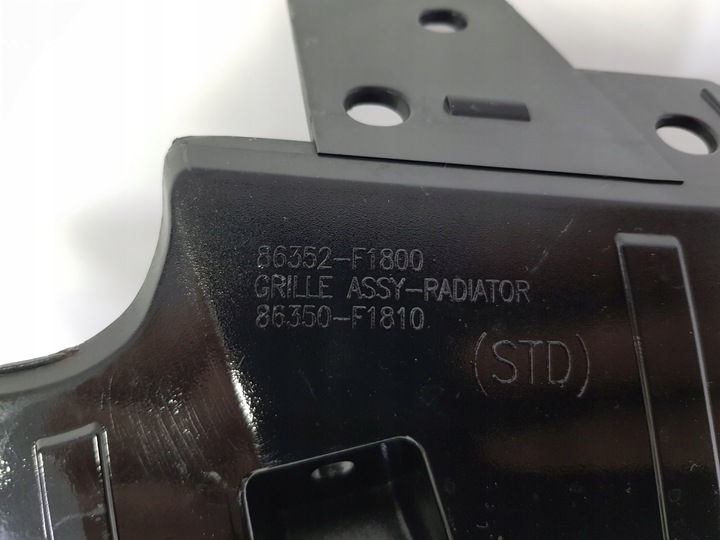 86352-F1800
GRILLE ASSY-RADIATOR
86350-F1810
(STD)